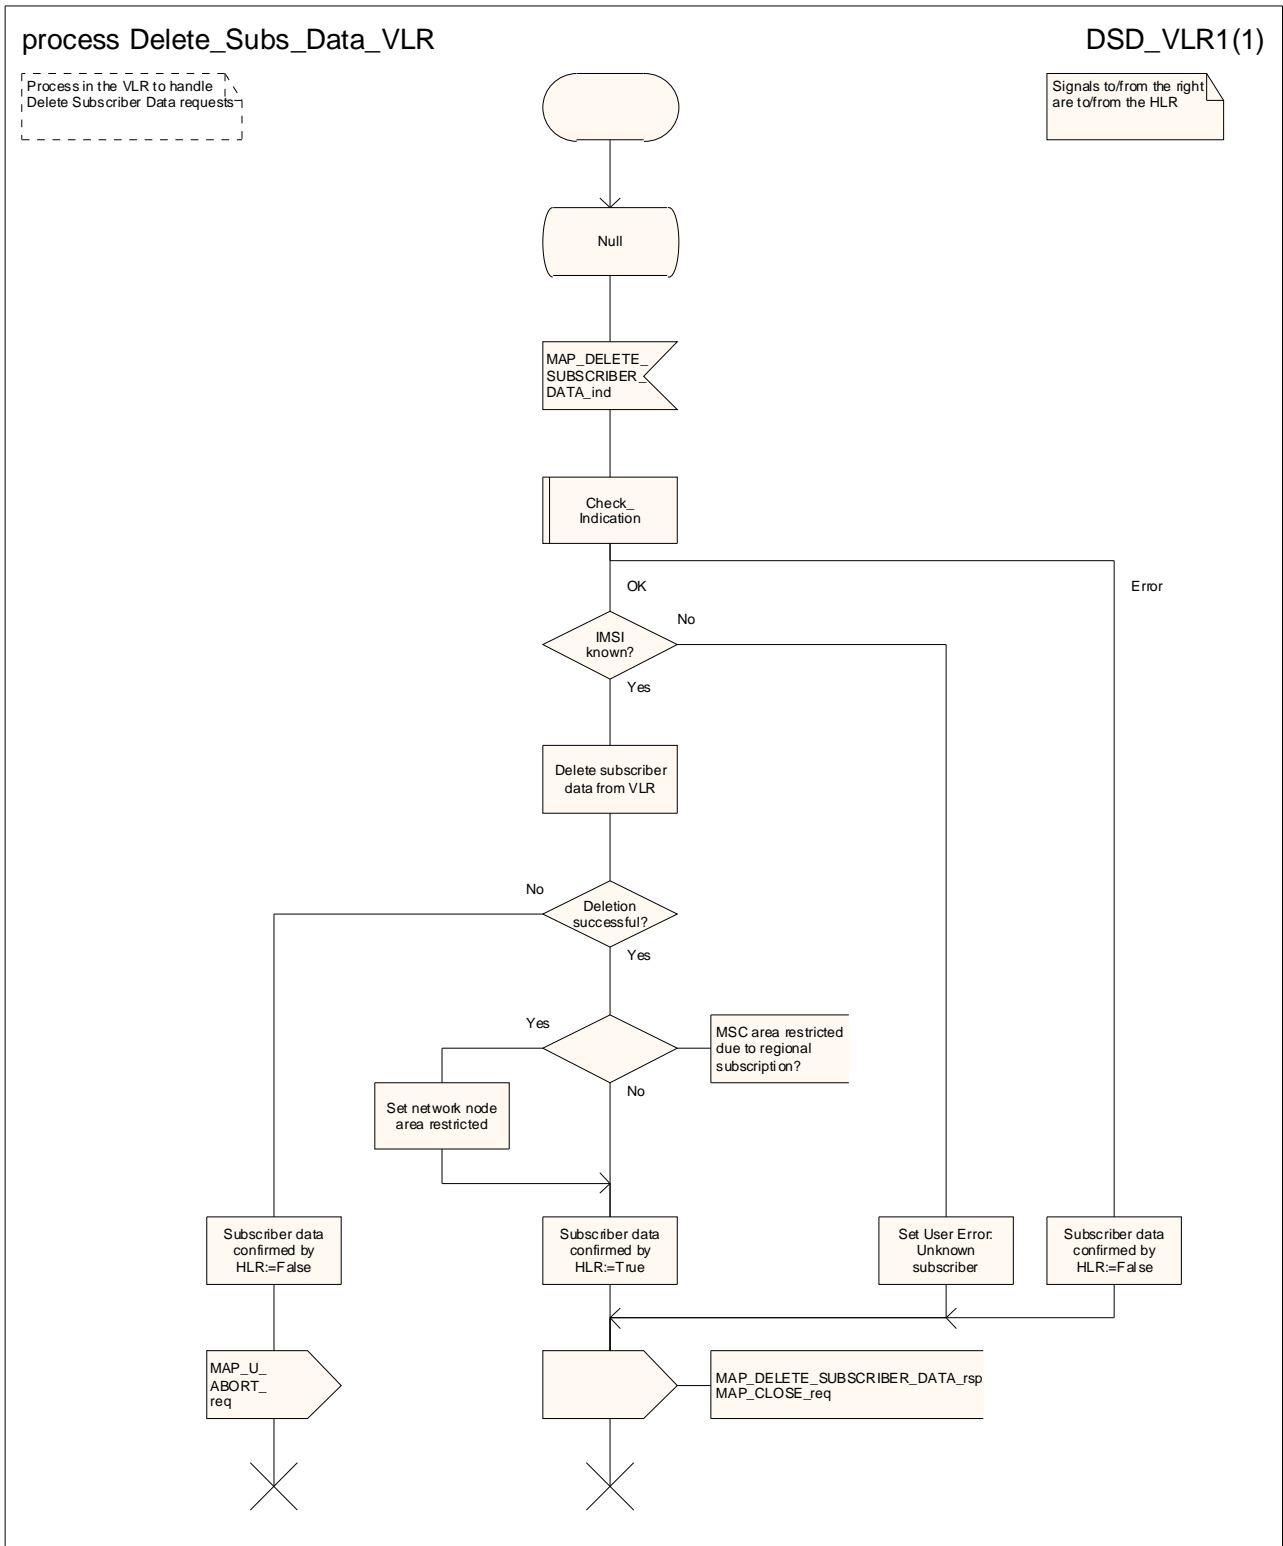 process Delete_Subs_Data_VLR
DSD_VLR1(1)
Process in the VLR to handle
Delete Subscriber Data requests
Signals to/from the right
are to/from the HLR
Null
MAP_DELETE_
SUBSCRIBER_
DATA_ind
Check_
Indication
OK
Error
IMSI
known?
No
Yes
Delete subscriber
data from VLR
No
Deletion
successful?
Yes
Yes
MSC area restricted
due to regional
subscription?
No
Set network node
area restricted
Subscriber data
confirmed by
HLR:=False
Subscriber data
confirmed by
HLR:=True
Set User Error:
Unknown
subscriber
Subscriber data
confirmed by
HLR:=False
MAP_U_
ABORT_
req
MAP_DELETE_SUBSCRIBER_DATA_rsp
MAP_CLOSE_req